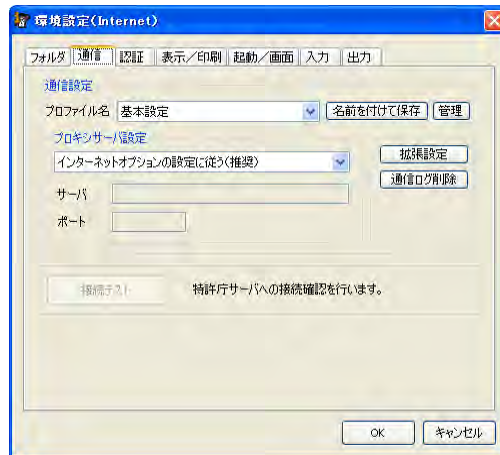 環境設定(Internet)
フォルダ 通信 認証 表示/印刷 起動/画面 入力 出力
通信設定
プロファイル名 基本設定 名前を付けて保存 管理
プロキシサーバ設定
インターネットオプションの設定に従う(推奨) 拡張設定
通信ログ削除
サーバ
ポート
接続テスト 特許庁サーバへの接続確認を行います。
OK キャンセル